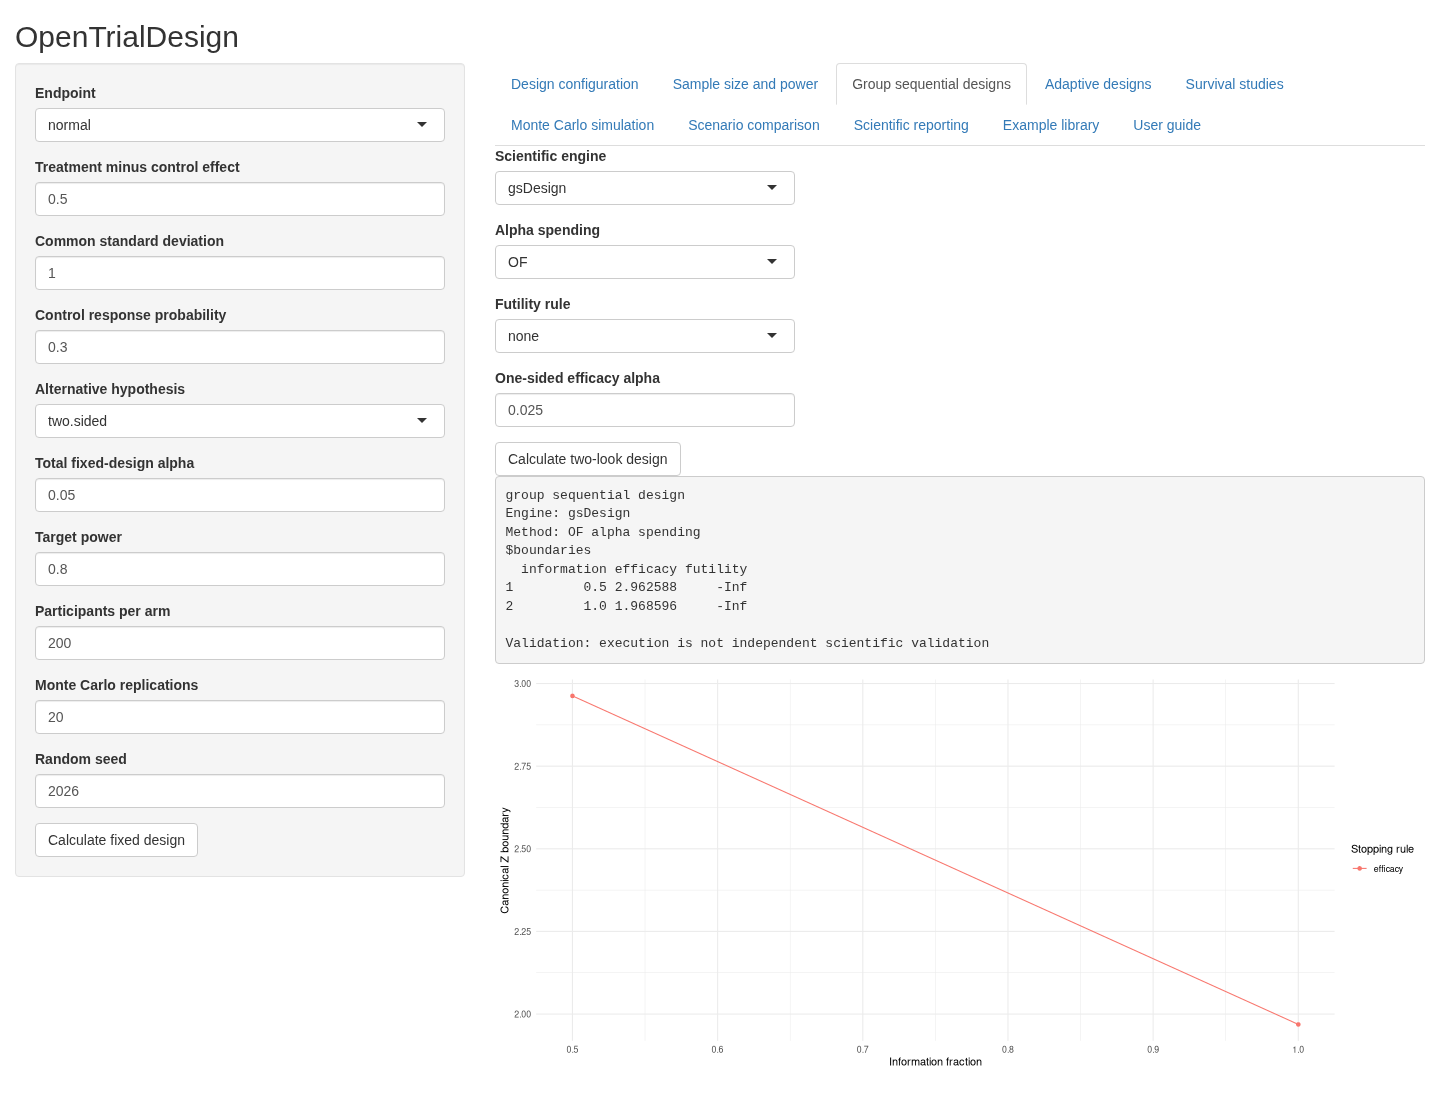 OpenTrialDesign
Endpoint
normal
Treatment minus control effect
0.5
Common standard deviation
1
Control response probability
0.3
Alternative hypothesis
two.sided
Total fixed-design alpha
0.05
Target power
0.8
Participants per arm
200
Monte Carlo replications
20
Random seed
2026
Calculate fixed design
Design configuration Sample size and power Group sequential designs Adaptive designs Survival studies
Monte Carlo simulation Scenario comparison Scientific reporting Example library User guide
Scientific engine
gsDesign
Alpha spending
OF
Futility rule
none
One-sided efficacy alpha
0.025
Calculate two-look design
group sequential design
Engine: gsDesign
Method: OF alpha spending
$boundaries
  information efficacy futility
1         0.5 2.962588     -Inf
2         1.0 1.968596     -Inf
Validation: execution is not independent scientific validation
3.00
2.75
2.50
2.25
2.00
Canonical Z boundary
0.5 0.6 0.7 0.8 0.9 1.0
Information fraction
Stopping rule
efficacy